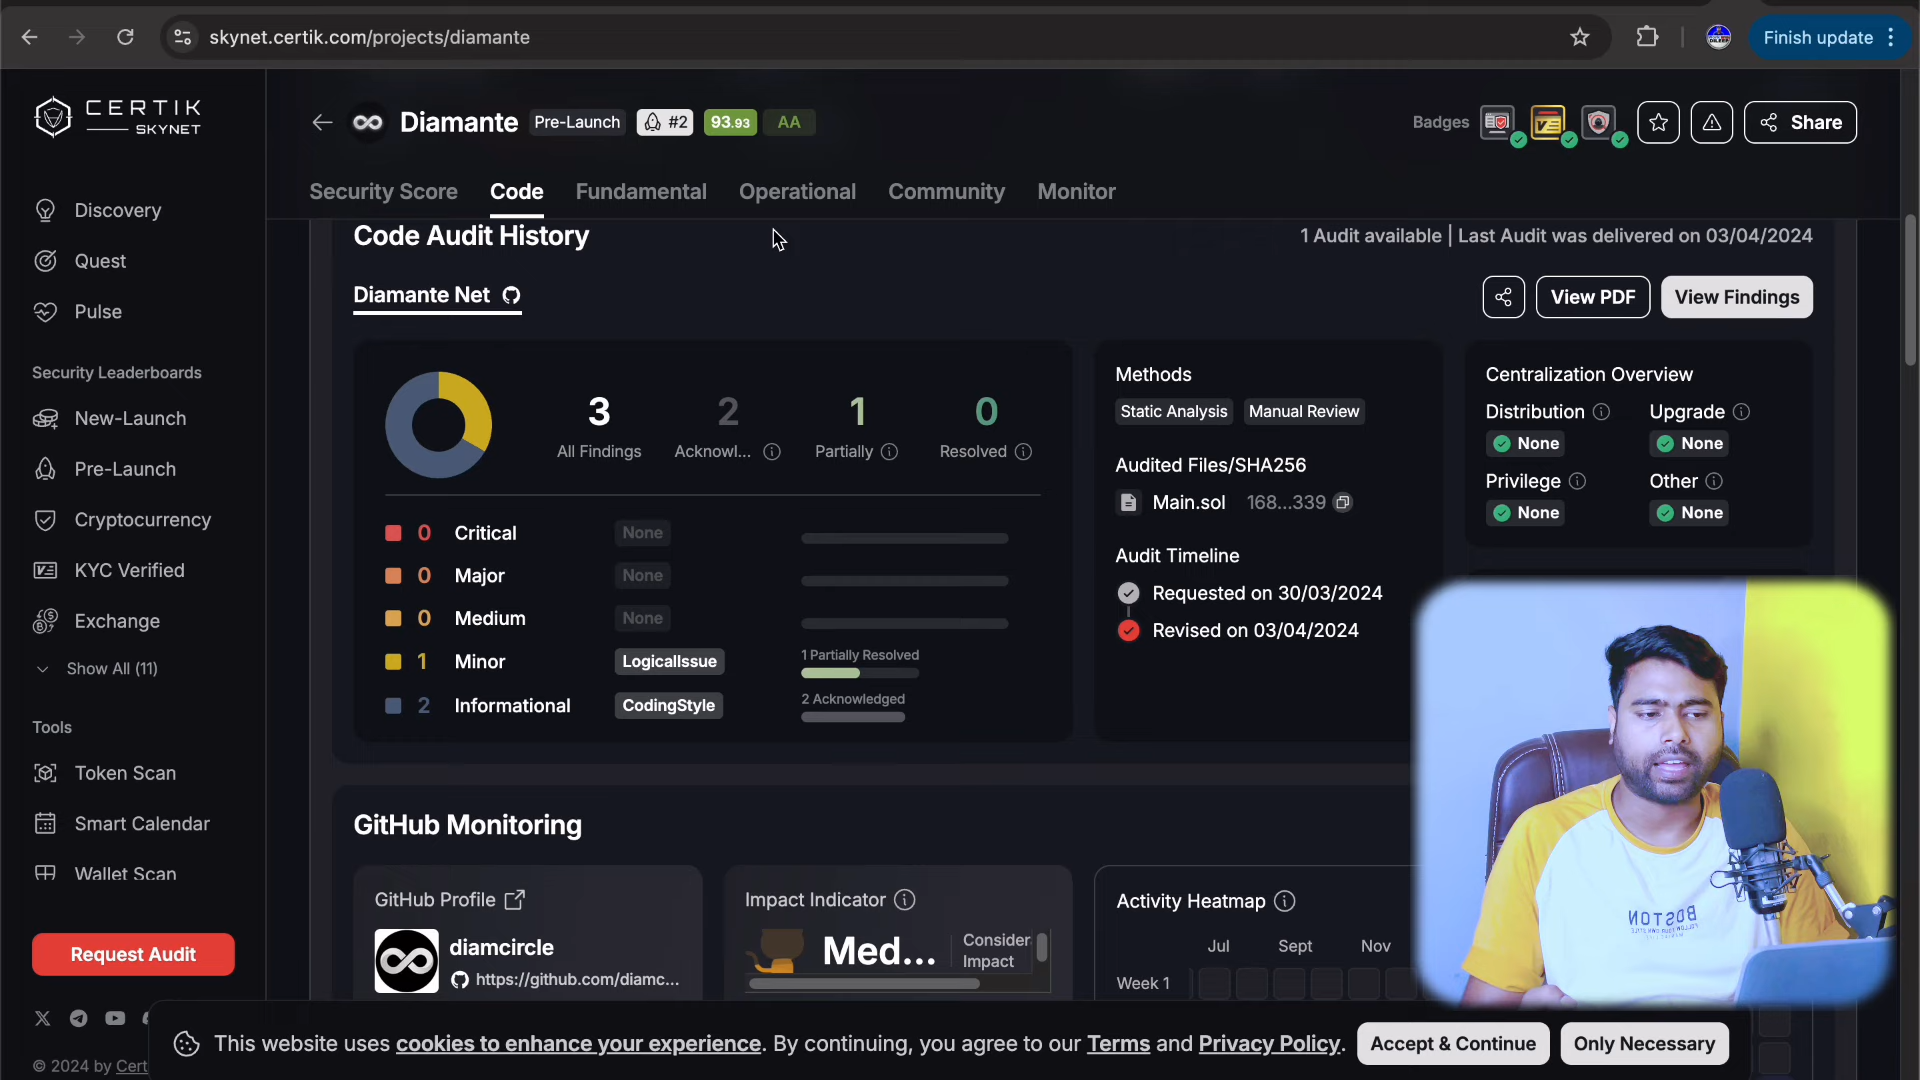 skynet.certik.com/projects/diamante
Finish update
CERTIK
SKYNET
Diamante
Pre-Launch
#2
93.93
AA
Badges
Share
Security Score
Code
Fundamental
Operational
Community
Monitor
Discovery
Quest
Pulse
Security Leaderboards
New-Launch
Pre-Launch
Cryptocurrency
KYC Verified
Exchange
Show All (11)
Tools
Token Scan
Smart Calendar
Wallet Scan
Request Audit
© 2024 by Cert
Code Audit History
1 Audit available | Last Audit was delivered on 03/04/2024
Diamante Net
View PDF
View Findings
3
All Findings
2
Acknowl...
1
Partially
0
Resolved
0 Critical None
0 Major None
0 Medium None
1 Minor LogicalIssue 1 Partially Resolved
2 Informational CodingStyle 2 Acknowledged
Methods
Static Analysis
Manual Review
Audited Files/SHA256
Main.sol 168...339
Audit Timeline
Requested on 30/03/2024
Revised on 03/04/2024
Centralization Overview
Distribution
None
Upgrade
None
Privilege
None
Other
None
GitHub Monitoring
GitHub Profile
diamcircle
https://github.com/diamc...
Impact Indicator
Med...
Consider
Impact
Activity Heatmap
Jul Sept Nov
Week 1
BOSTON
This website uses cookies to enhance your experience. By continuing, you agree to our Terms and Privacy Policy.
Accept & Continue
Only Necessary